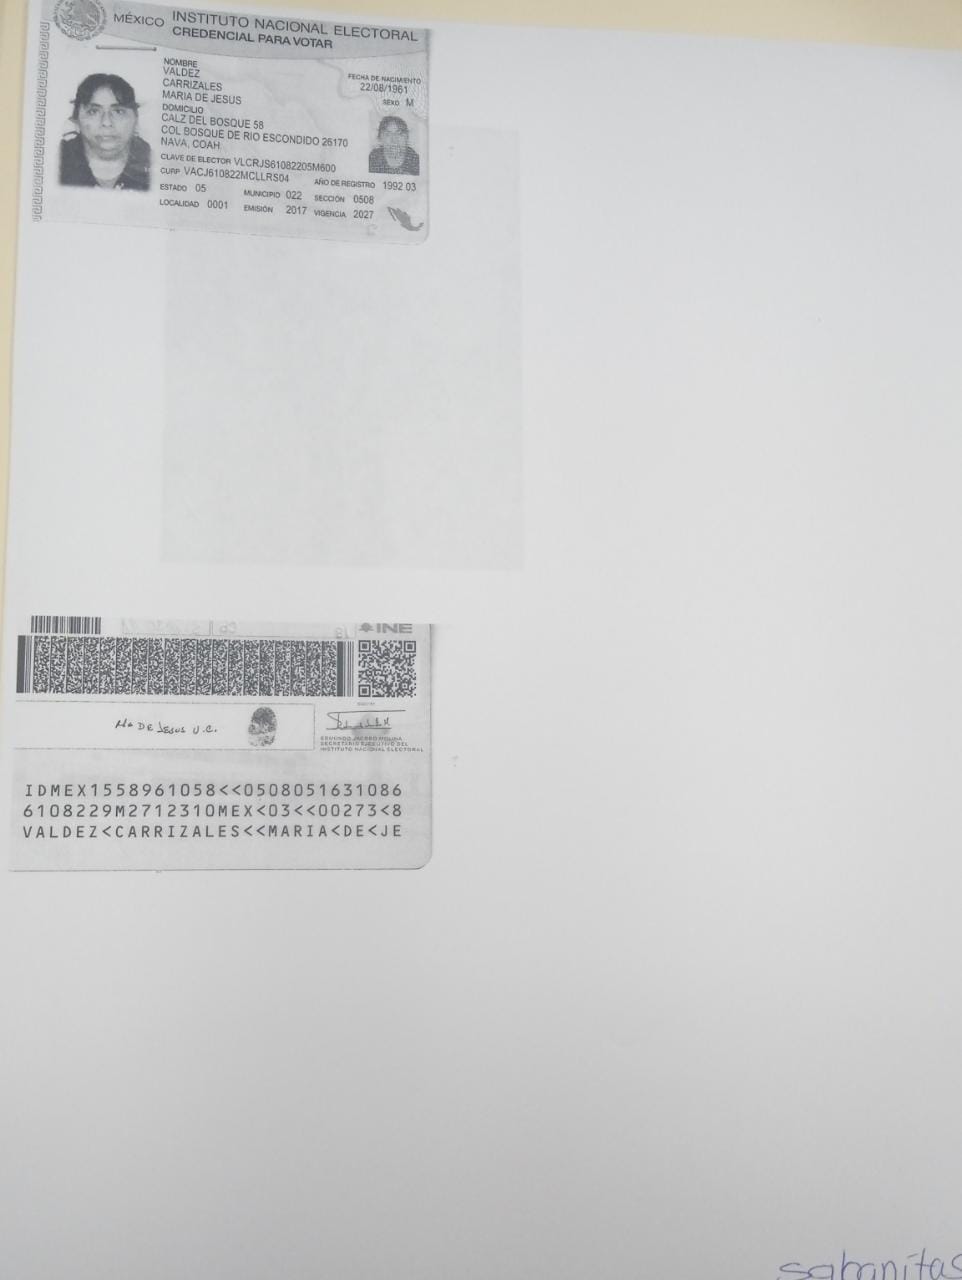 MÉXICO INSTITUTO NACIONAL ELECTORAL
CREDENCIAL PARA VOTAR
NOMBRE
VALDEZ
CARRIZALES
MARIA DE JESUS
FECHA DE NACIMIENTO
22/08/1961
SEXO M
DOMICILIO
CALZ DEL BOSQUE 58
COL BOSQUE DE RIO ESCONDIDO 26170
NAVA, COAH.
CLAVE DE ELECTOR VLCRJS61082205M600
CURP VACJ610822MCLLRS04 AÑO DE REGISTRO 1992 03
ESTADO 05 MUNICIPIO 022 SECCIÓN 0508
LOCALIDAD 0001 EMISIÓN 2017 VIGENCIA 2027
INE
Ma DE Jesus V.C.
EDMUNDO JACOBO MOLINA
SECRETARIO EJECUTIVO DEL
INSTITUTO NACIONAL ELECTORAL
IDMEX1558961058<<0508051631086
6108229M2712310MEX<03<<00273<8
VALDEZ<CARRIZALES<<MARIA<DE<JE
sabanitas